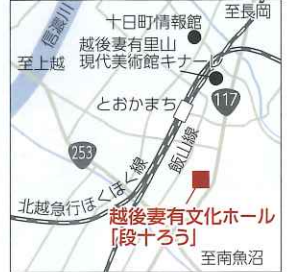 至長岡
十日町情報館
信濃川
越後妻有里山
現代美術館キナーレ
至上越
とおかまち
117
253
飯山線
北越急行ほくほく線
越後妻有文化ホール
「段十ろう」
至南魚沼